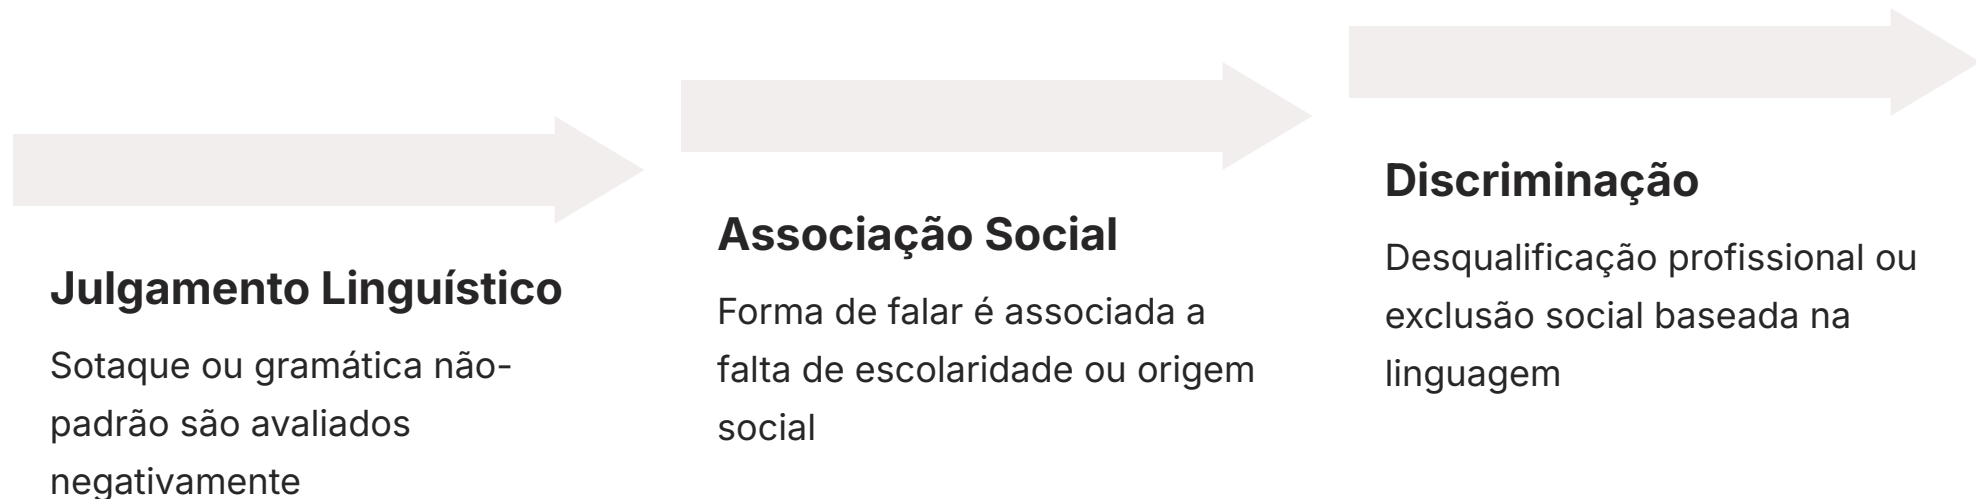 Julgamento Linguístico
Sotaque ou gramática não-
padrão são avaliados
negativamente
Associação Social
Forma de falar é associada a
falta de escolaridade ou origem
social
Discriminação
Desqualificação profissional ou
exclusão social baseada na
linguagem